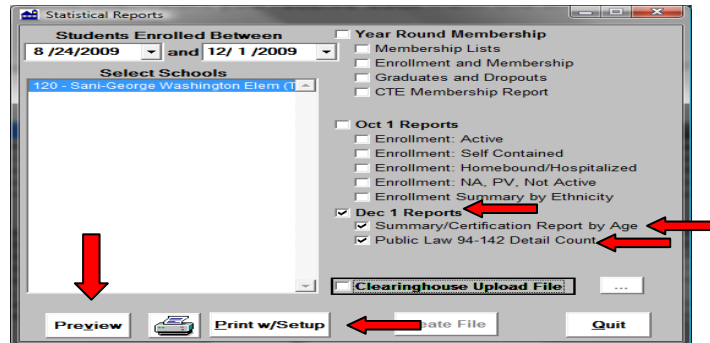 Statistical Reports
Students Enrolled Between
8 /24/2009 and 12/ 1 /2009
Select Schools
120 - Sani-George Washington Elem (T
Year Round Membership
Membership Lists
Enrollment and Membership
Graduates and Dropouts
CTE Membership Report
Oct 1 Reports
Enrollment: Active
Enrollment: Self Contained
Enrollment: Homebound/Hospitalized
Enrollment: NA, PV, Not Active
Enrollment Summary by Ethnicity
Dec 1 Reports
Summary/Certification Report by Age
Public Law 94-142 Detail Count
Clearinghouse Upload File
...
Preview
Print w/Setup
eate File
Quit